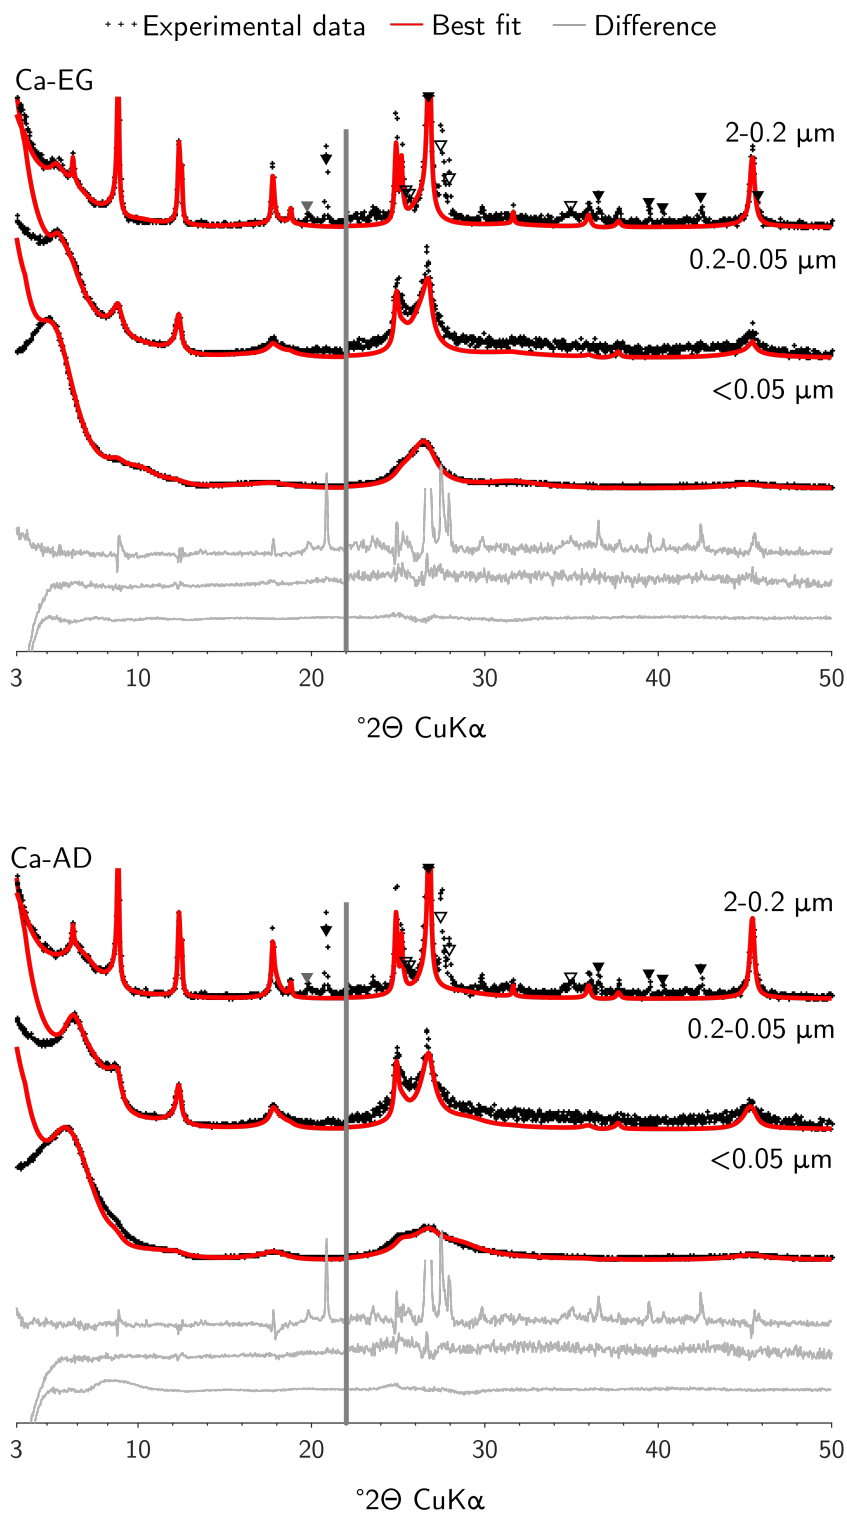 Experimental data Best fit Difference
Ca-EG
2-0.2 μm
0.2-0.05 μm
<0.05 μm
3 10 20 30 40 50
°2Θ CuKα
Ca-AD
2-0.2 μm
0.2-0.05 μm
<0.05 μm
3 10 20 30 40 50
°2Θ CuKα